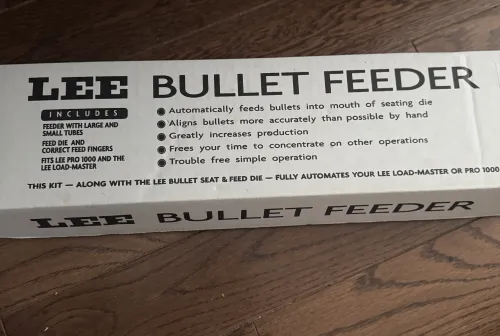 LEE BULLET FEEDER
INCLUDES
FEEDER WITH LARGE AND
SMALL TUBES
FEED DIE AND
CORRECT FEED FINGERS
FITS LEE PRO 1000 AND THE
LEE LOAD-MASTER
Automatically feeds bullets into mouth of seating die
Aligns bullets more accurately than possible by hand
Greatly increases production
Frees your time to concentrate on other operations
Trouble free simple operation
THIS KIT — ALONG WITH THE LEE BULLET SEAT & FEED DIE — FULLY AUTOMATES YOUR LEE LOAD-MASTER OR PRO 1000
LEE BULLET FEEDER